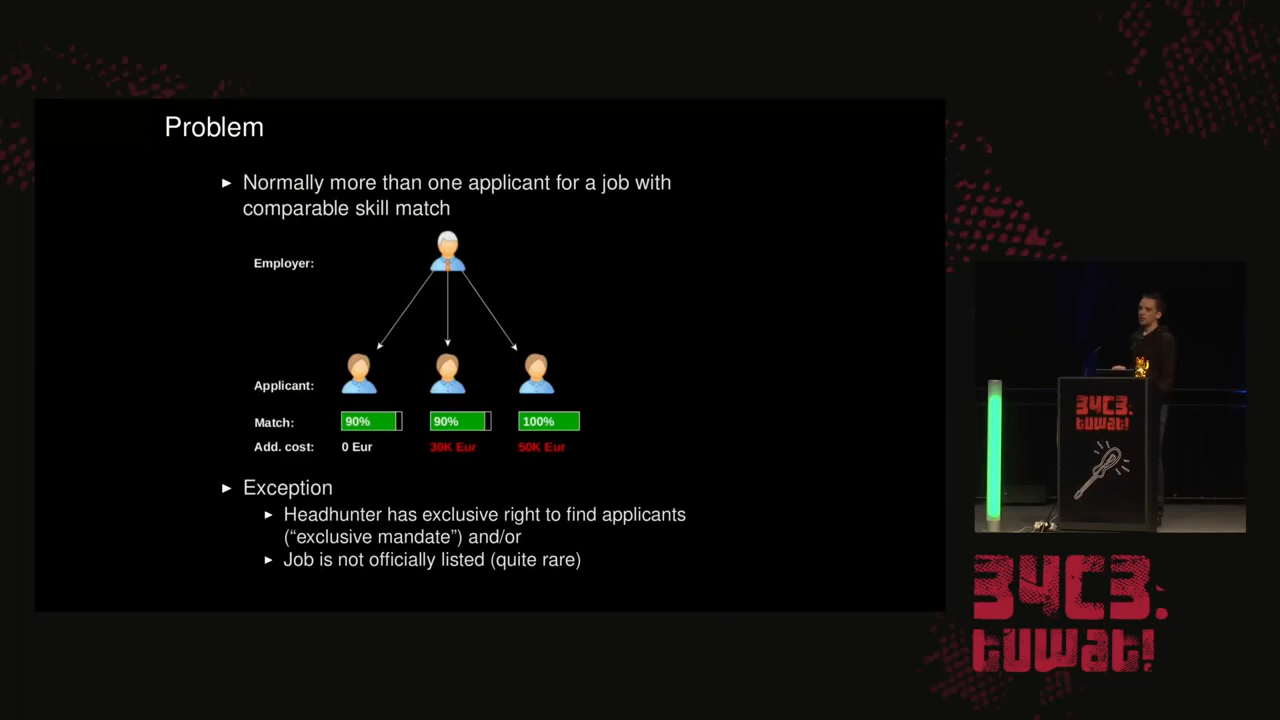 Problem
► Normally more than one applicant for a job with
comparable skill match
Employer:
Applicant:
Match: 90% 90% 100%
Add. cost: 0 Eur 30K Eur 50K Eur
► Exception
► Headhunter has exclusive right to find applicants
(“exclusive mandate”) and/or
► Job is not officially listed (quite rare)
34C3.
tuwat!
34C3.
tuwat!